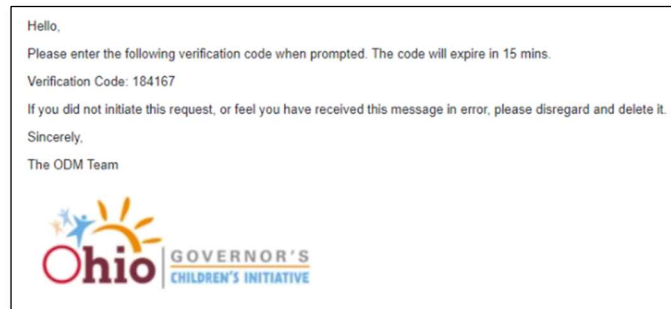 Hello,
Please enter the following verification code when prompted. The code will expire in 15 mins.
Verification Code: 184167
If you did not initiate this request, or feel you have received this message in error, please disregard and delete it.
Sincerely,
The ODM Team
Ohio
GOVERNOR'S
CHILDREN'S INITIATIVE